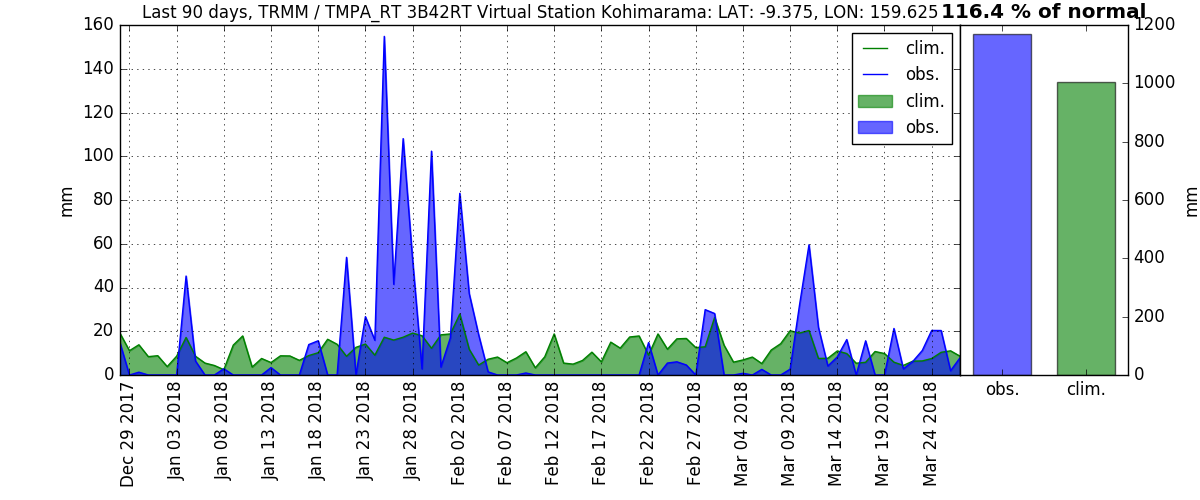 Last 90 days, TRMM / TMPA_RT 3B42RT Virtual Station Kohimarama: LAT: -9.375, LON: 159.625
116.4 % of normal
160
140
120
100
80
60
40
20
0
mm
clim.
obs.
clim.
obs.
Dec 29 2017
Jan 03 2018
Jan 08 2018
Jan 13 2018
Jan 18 2018
Jan 23 2018
Jan 28 2018
Feb 02 2018
Feb 07 2018
Feb 12 2018
Feb 17 2018
Feb 22 2018
Feb 27 2018
Mar 04 2018
Mar 09 2018
Mar 14 2018
Mar 19 2018
Mar 24 2018
1200
1000
800
600
400
200
0
mm
obs.
clim.